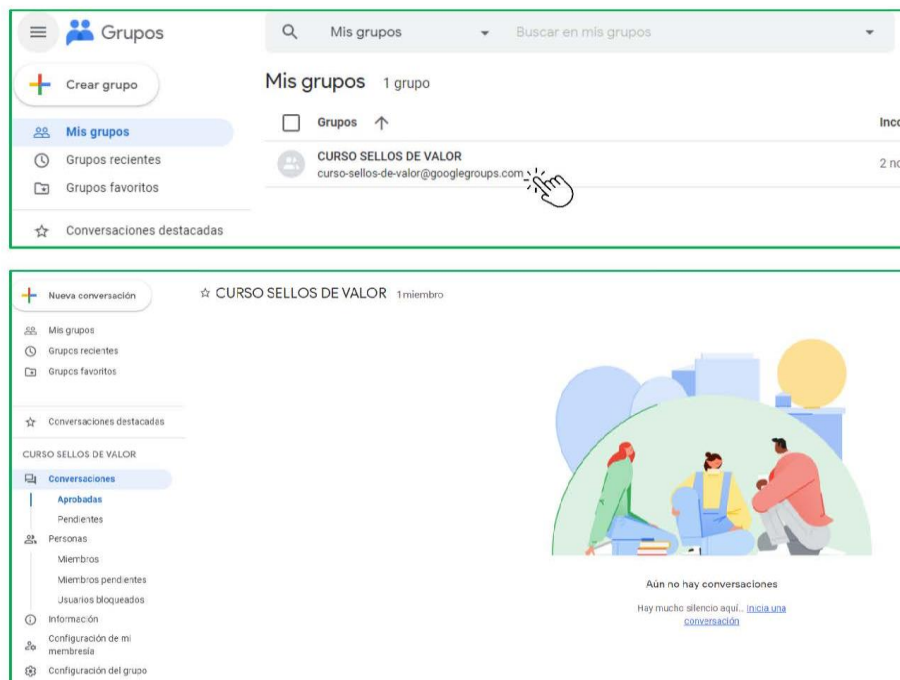 Grupos
Mis grupos
Buscar en mis grupos
Crear grupo
Mis grupos 1 grupo
Grupos
Inco
Mis grupos
Grupos recientes
Grupos favoritos
Conversaciones destacadas
CURSO SELLOS DE VALOR
curso-sellos-de-valor@googlegroups.com
2 no
Nueva conversación
CURSO SELLOS DE VALOR 1 miembro
Mis grupos
Grupos recientes
Grupos favoritos
Conversaciones destacadas
CURSO SELLOS DE VALOR
Conversaciones
Aprobadas
Pendientes
Personas
Miembros
Miembros pendientes
Usuarios bloqueados
Información
Configuración de mi
membresía
Configuración del grupo
Aún no hay conversaciones
Hay mucho silencio aquí... Inicia una
conversación